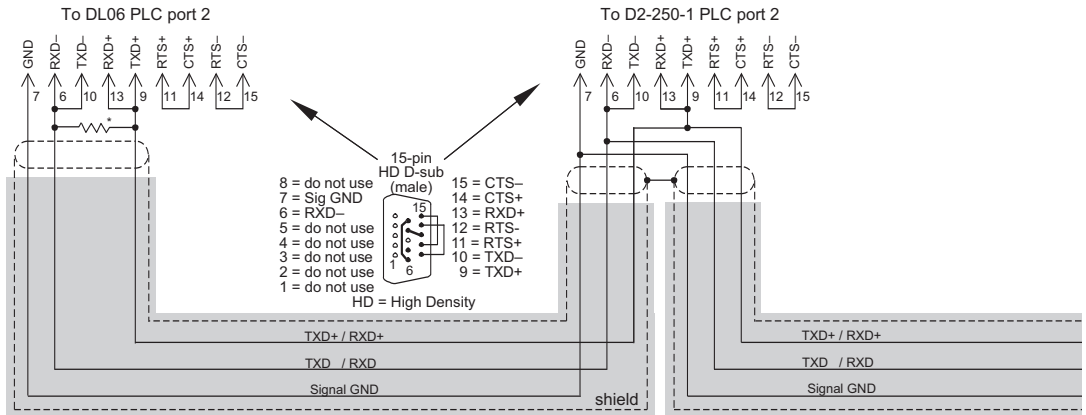 To DL06 PLC port 2
GND RXD– TXD– RXD+ TXD+ RTS+ CTS+ RTS– CTS–
7 6 10 13 9 11 14 12 15
*
To D2-250-1 PLC port 2
GND RXD– TXD– RXD+ TXD+ RTS+ CTS+ RTS– CTS–
7 6 10 13 9 11 14 12 15
15-pin
HD D-sub
(male)
8 = do not use
7 = Sig GND
6 = RXD–
5 = do not use
4 = do not use
3 = do not use
2 = do not use
1 = do not use
15
1
6
15 = CTS–
14 = CTS+
13 = RXD+
12 = RTS-
11 = RTS+
10 = TXD–
9 = TXD+
HD = High Density
TXD+ / RXD+
TXD / RXD
Signal GND
shield
TXD+ / RXD+
TXD / RXD
Signal GND